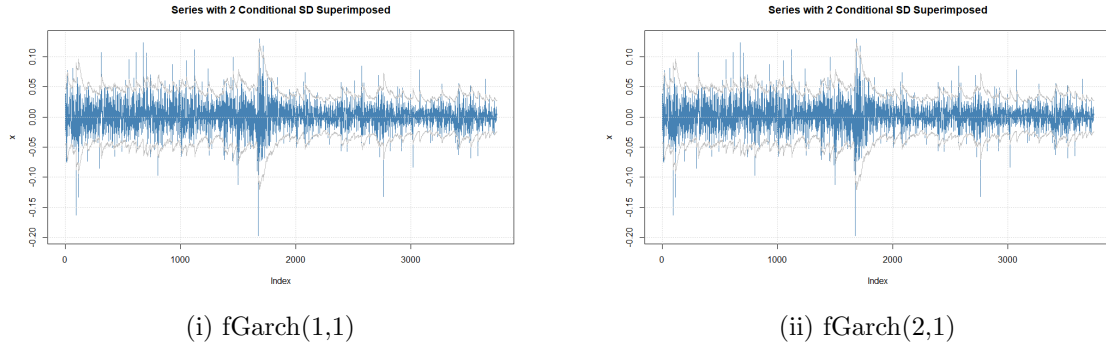 Series with 2 Conditional SD Superimposed
0.10
0.05
0.00
-0.05
-0.10
-0.15
-0.20
x
0 1000 2000 3000
Index
(i) fGarch(1,1)
Series with 2 Conditional SD Superimposed
0.10
0.05
0.00
-0.05
-0.10
-0.15
-0.20
x
0 1000 2000 3000
Index
(ii) fGarch(2,1)